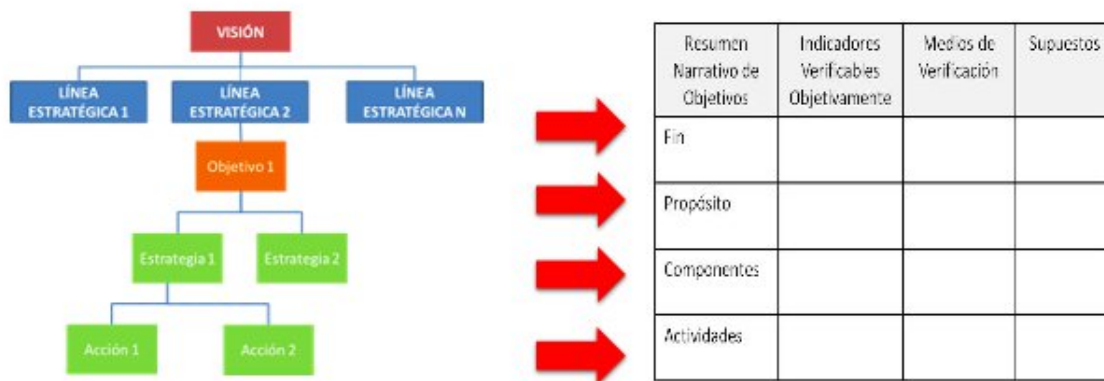 VISIÓN
LÍNEA
ESTRATÉGICA 1
LÍNEA
ESTRATÉGICA 2
LÍNEA
ESTRATÉGICA N
Objetivo 1
Estrategia 1
Estrategia 2
Acción 1
Acción 2
Resumen
Narrativo de
Objetivos
Indicadores
Verificables
Objetivamente
Medios de
Verificación
Supuestos
Fin
Propósito
Componentes
Actividades